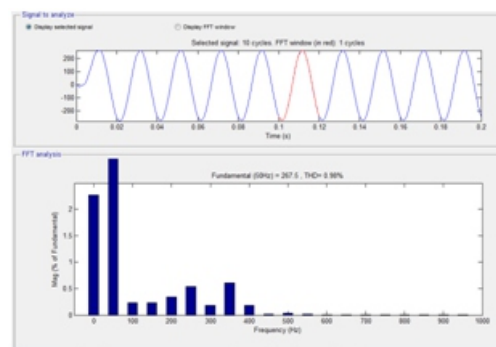 Signal to analyze
Display selected signal Display FFT window
Selected signal: 10 cycles. FFT window (in red): 1 cycles
200
100
0
-100
-200
0 0.02 0.04 0.06 0.08 0.1 0.12 0.14 0.16 0.18 0.2
Time (s)
FFT analysis
Fundamental (50Hz) = 267.5 , THD= 0.98%
Mag (% of Fundamental)
2
1.5
1
0.5
0
0 100 200 300 400 500 600 700 800 900 1000
Frequency (Hz)